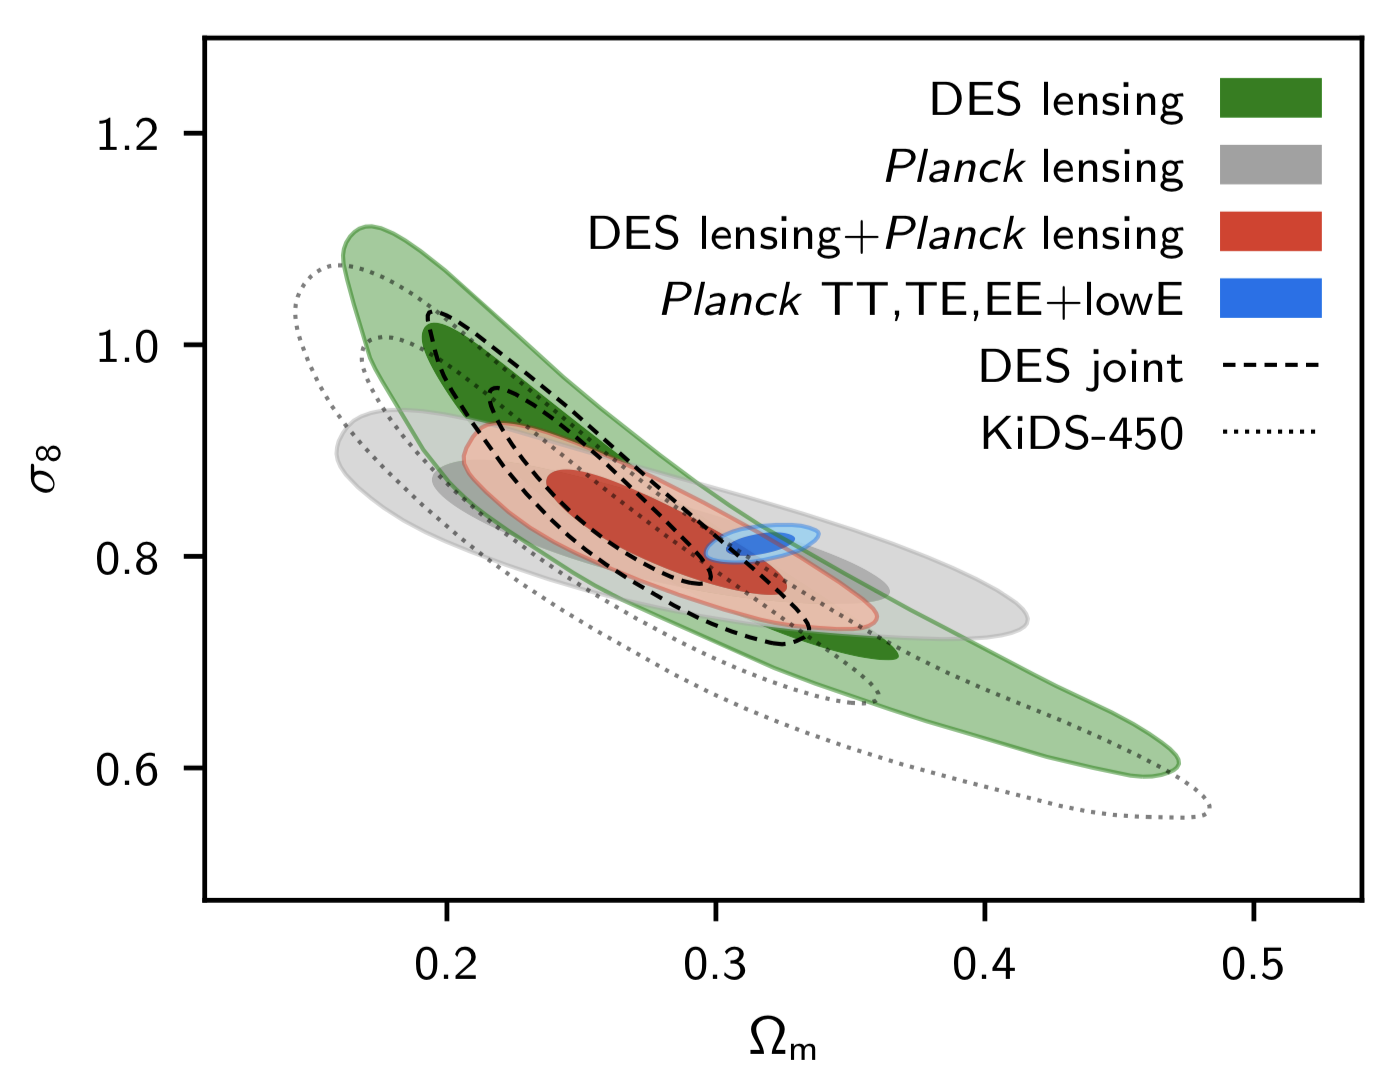 DES lensing
Planck lensing
DES lensing+Planck lensing
Planck TT,TE,EE+lowE
DES joint
KiDS-450
1.2
1.0
0.8
0.6
σ8
0.2 0.3 0.4 0.5
Ωm